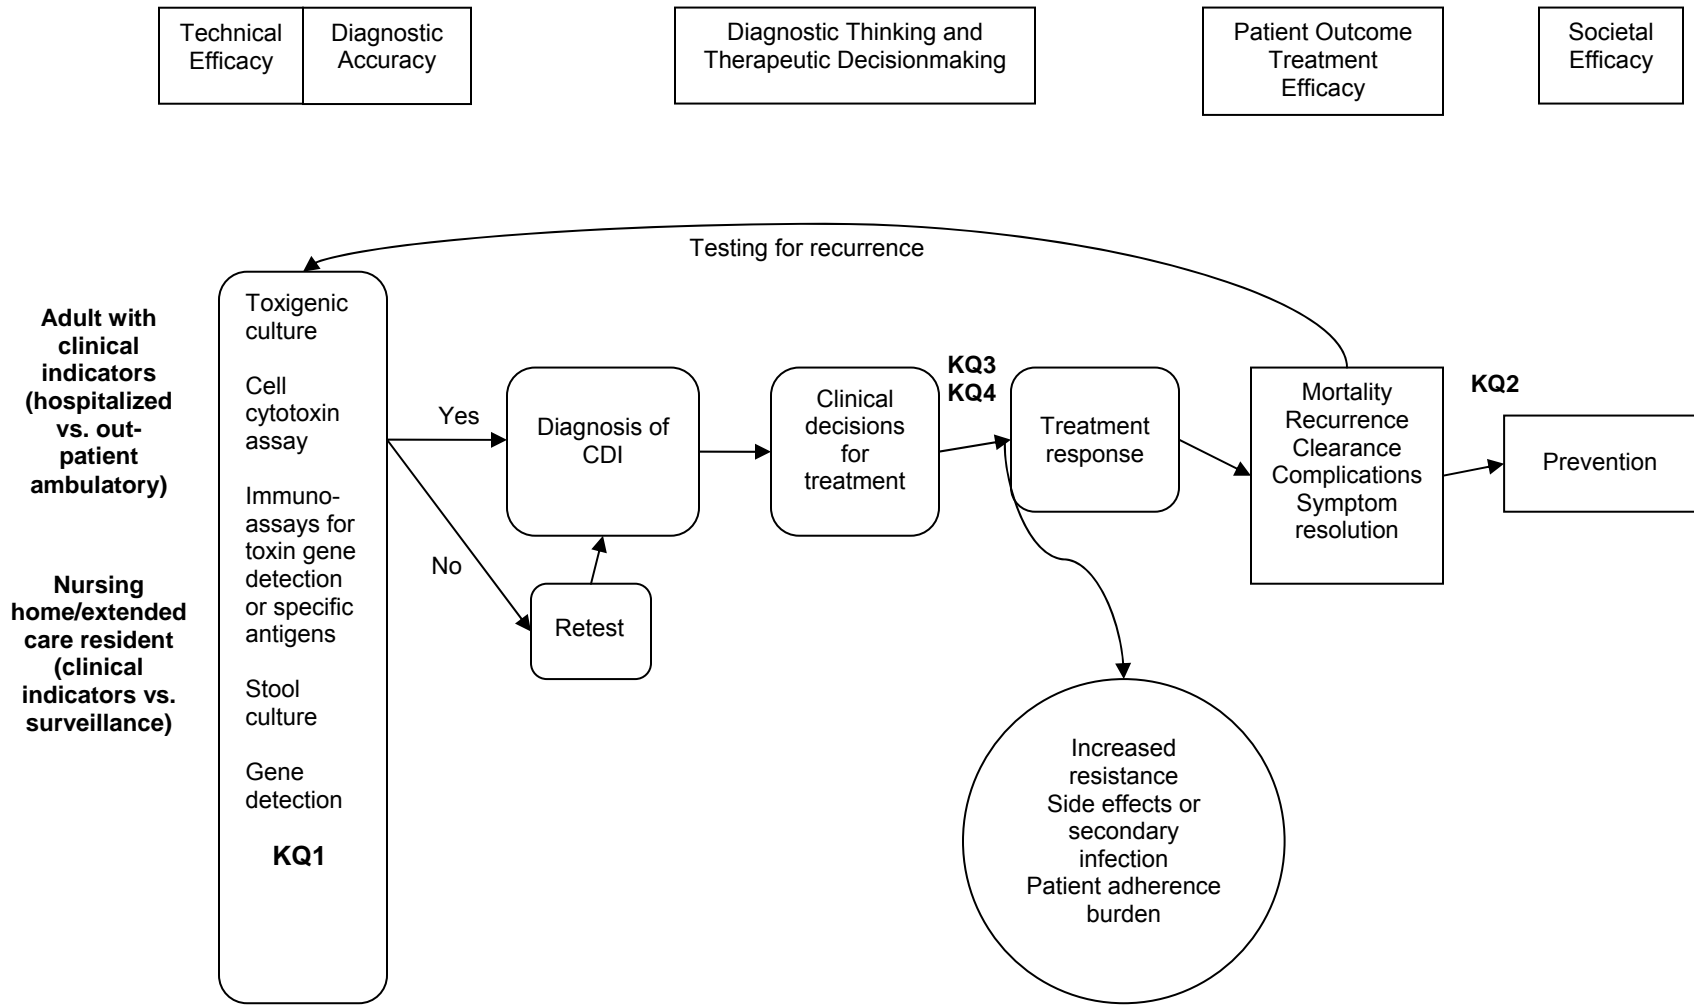 Technical
Efficacy
Diagnostic
Accuracy
Diagnostic Thinking and
Therapeutic Decisionmaking
Patient Outcome
Treatment
Efficacy
Societal
Efficacy
Testing for recurrence
Adult with
clinical
indicators
(hospitalized
vs. out-
patient
ambulatory)
Nursing
home/extended
care resident
(clinical
indicators vs.
surveillance)
Toxigenic
culture
Cell
cytotoxin
assay
Immuno-
assays for
toxin gene
detection
or specific
antigens
Stool
culture
Gene
detection
KQ1
Yes
No
Diagnosis of
CDI
Retest
Clinical
decisions
for
treatment
KQ3
KQ4
Treatment
response
Increased
resistance
Side effects or
secondary
infection
Patient adherence
burden
Mortality
Recurrence
Clearance
Complications
Symptom
resolution
KQ2
Prevention